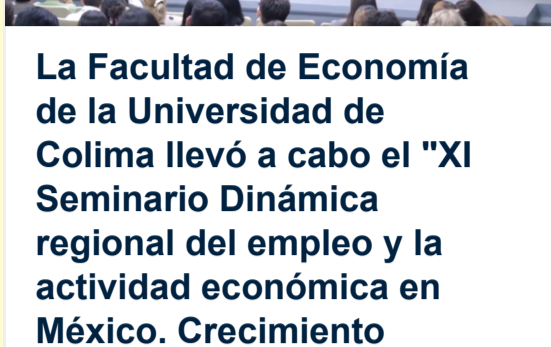 La Facultad de Economía
de la Universidad de
Colima llevó a cabo el "XI
Seminario Dinámica
regional del empleo y la
actividad económica en
México. Crecimiento